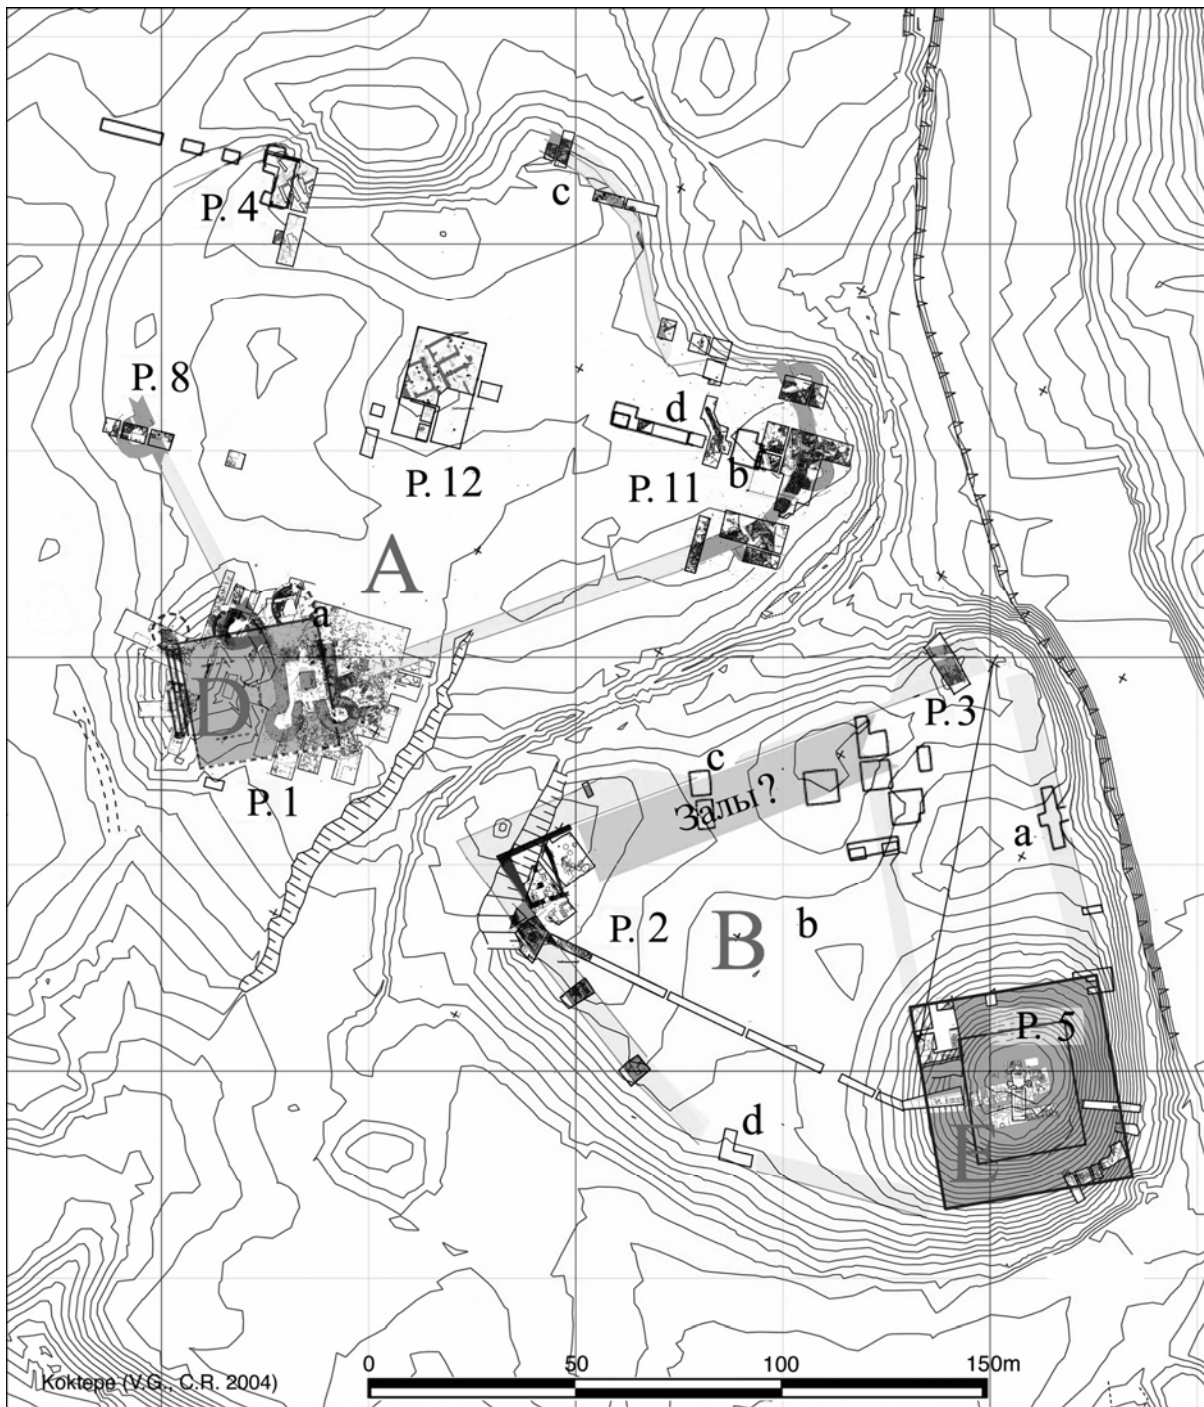 c
P. 4
P. 8
d
b
P. 12
P. 11
A
a
D
P. 3
c
P. 1
Залы?
a
P. 2
B
b
P. 5
d
E
0 50 100 150m
Koktepe (V.G., C.R. 2004)